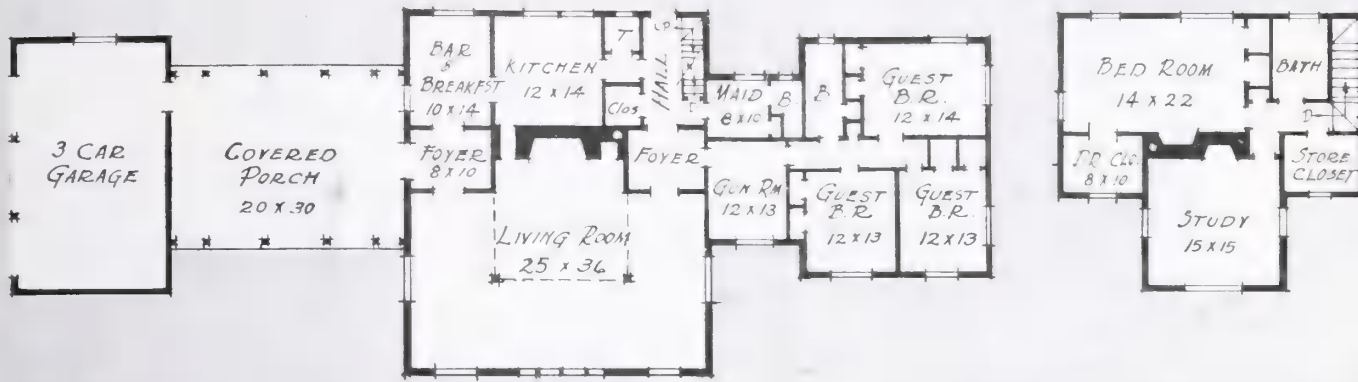 3 CAR
GARAGE
COVERED
PORCH
20 X 30
BAR
&
BREAKFST
10 X 14
FOYER
8 X 10
KITCHEN
12 X 14
T
Clos
HALL
UP
D
FOYER
LIVING ROOM
25 X 36
MAID
8 X 10
B.
B
GUEST
B.R.
12 X 14
GUN RM
12 X 13
GUEST
B.R
12 X 13
GUEST
B.R.
12 X 13
BED ROOM
14 X 22
BATH
D
DR CLO.
8 X 10
STORE
CLOSET
STUDY
15 X 15